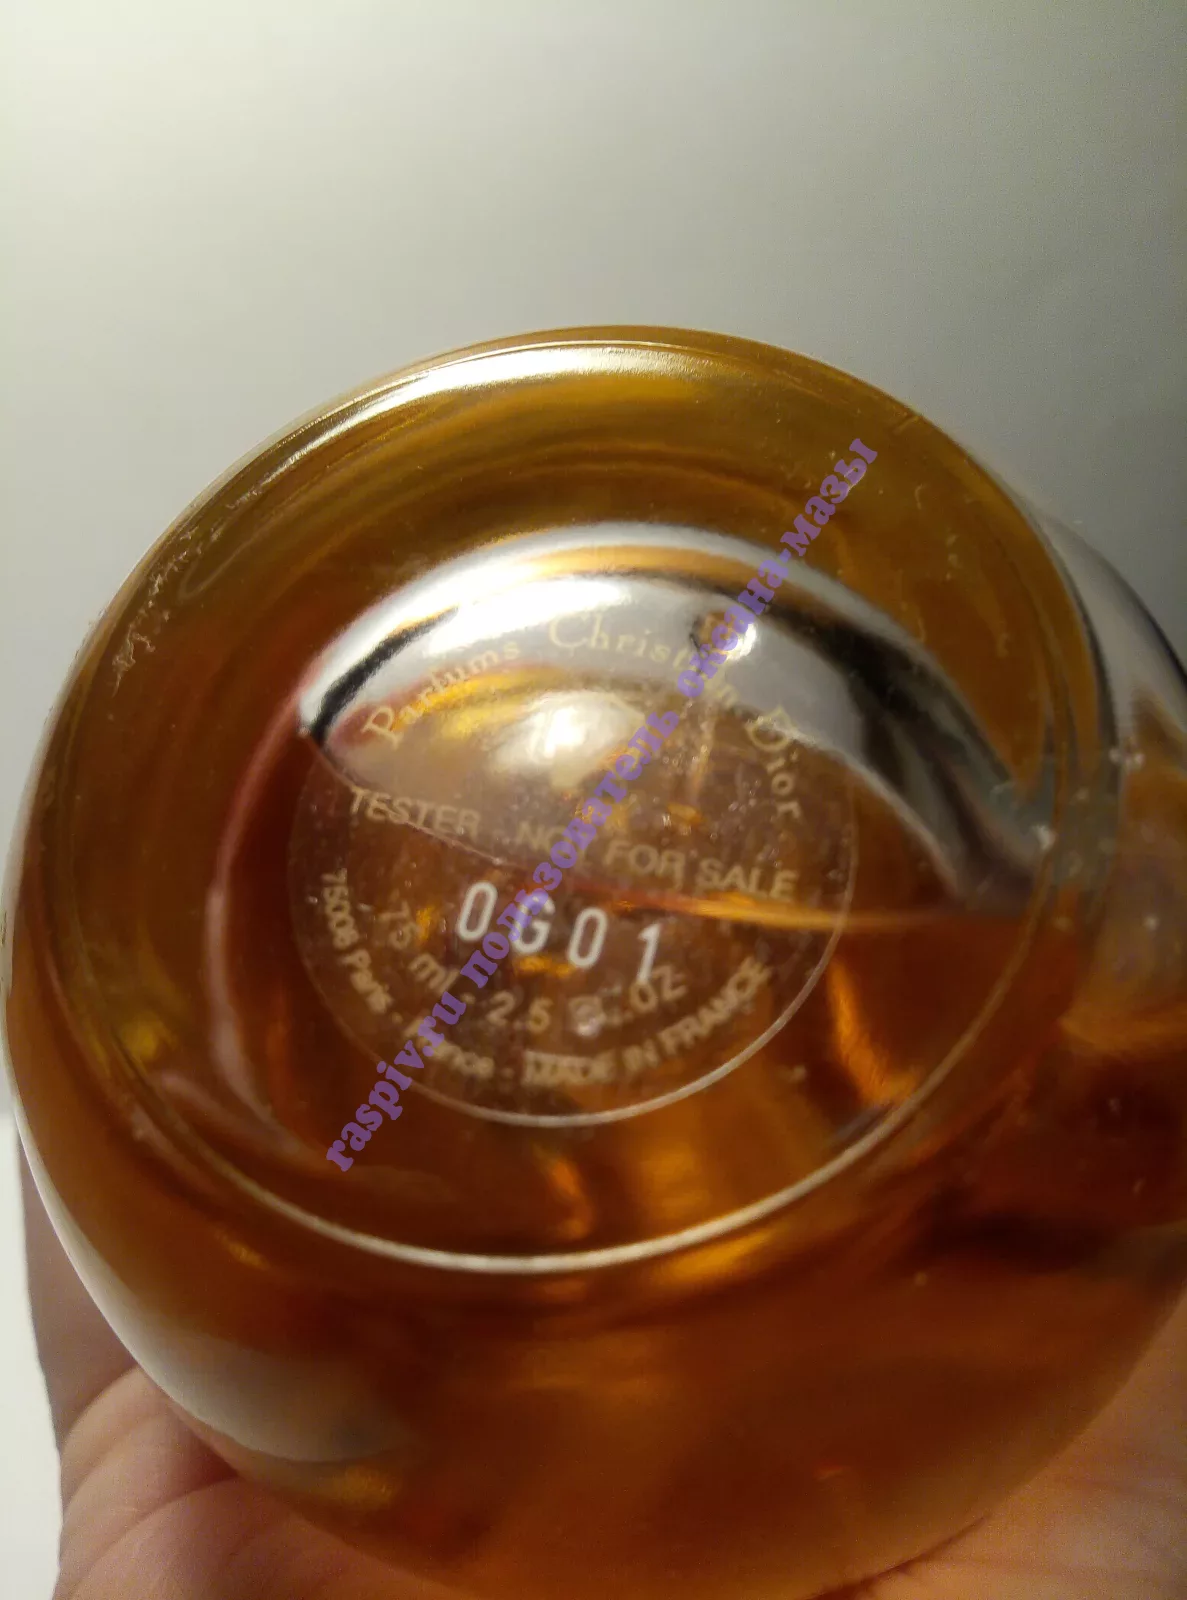 Parfums Christian Dior
TESTER - NOT FOR SALE
0G01
75 ml - 2.5 FL.OZ
75008 Paris - France - MADE IN FRANCE
raspiv.ru пользователь оксана-Мазы